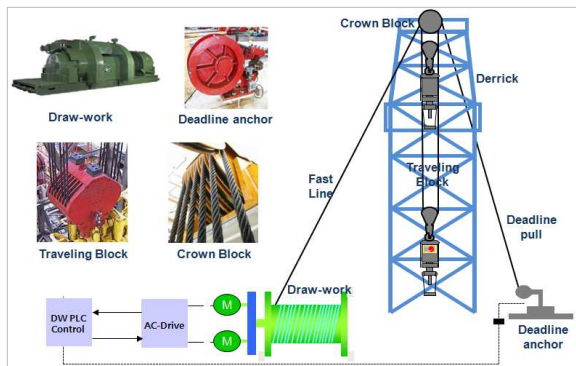 Crown Block
Derrick
Draw-work
Deadline anchor
Traveling
Block
Fast
Line
Deadline
pull
Traveling Block
Crown Block
Draw-work
DW PLC
Control
AC-Drive
M
M
Deadline
anchor